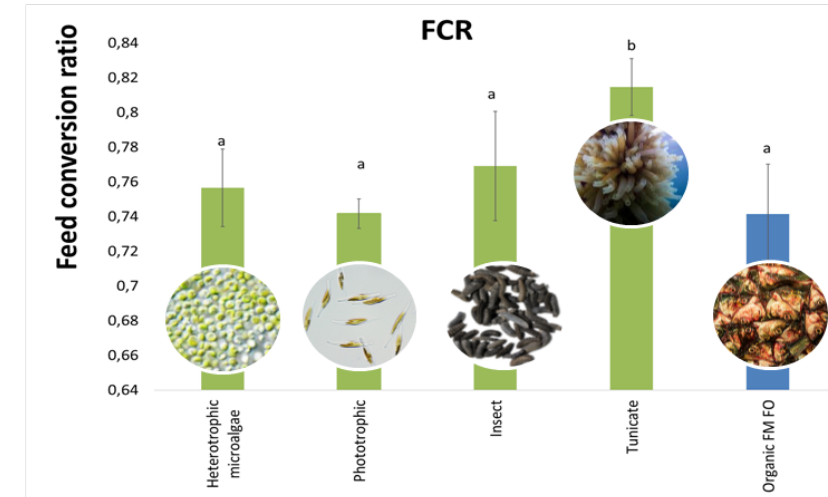 FCR
Feed conversion ratio
0,84
0,82
0,8
0,78
0,76
0,74
0,72
0,7
0,68
0,66
0,64
a
a
a
b
a
Heterotrophic
microalgae
Phototrophic
Insect
Tunicate
Organic FM FO